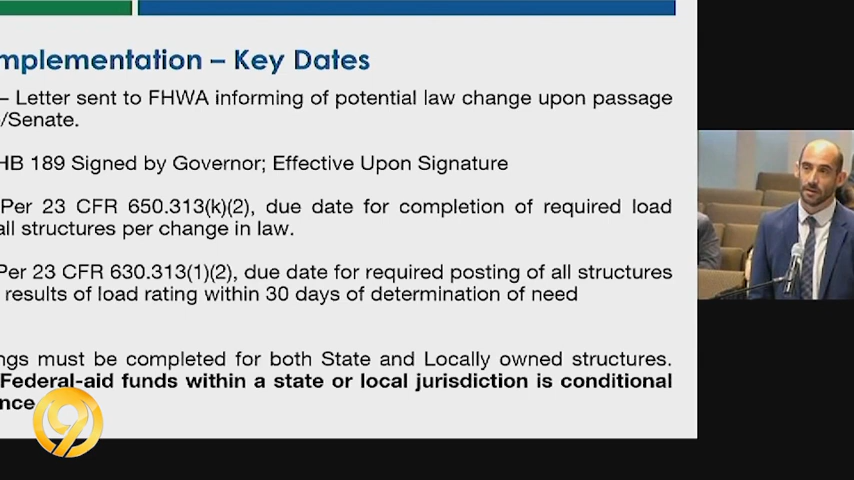 mplementation – Key Dates
– Letter sent to FHWA informing of potential law change upon passage
/Senate.
HB 189 Signed by Governor; Effective Upon Signature
Per 23 CFR 650.313(k)(2), due date for completion of required load
all structures per change in law.
Per 23 CFR 630.313(1)(2), due date for required posting of all structures
results of load rating within 30 days of determination of need
ngs must be completed for both State and Locally owned structures.
Federal-aid funds within a state or local jurisdiction is conditional
nce
9